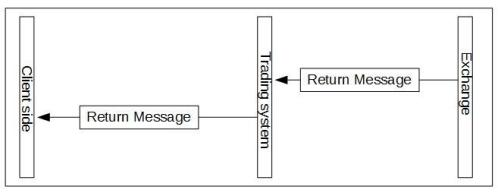 Client side
Return Message
Trading system
Return Message
Exchange